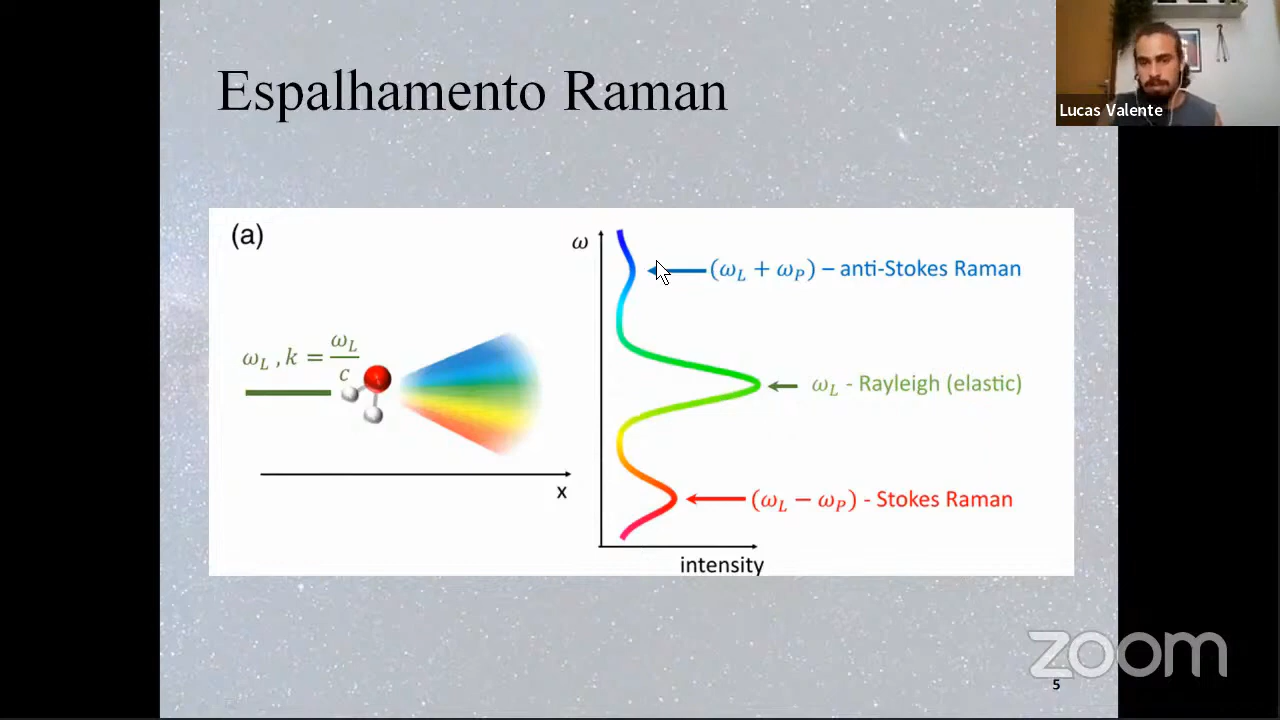 Espalhamento Raman
Lucas Valente
(a)
ω_L , k = ω_L / c
x
ω
(ω_L + ω_P) – anti-Stokes Raman
ω_L - Rayleigh (elastic)
(ω_L − ω_P) - Stokes Raman
intensity
zoom
5